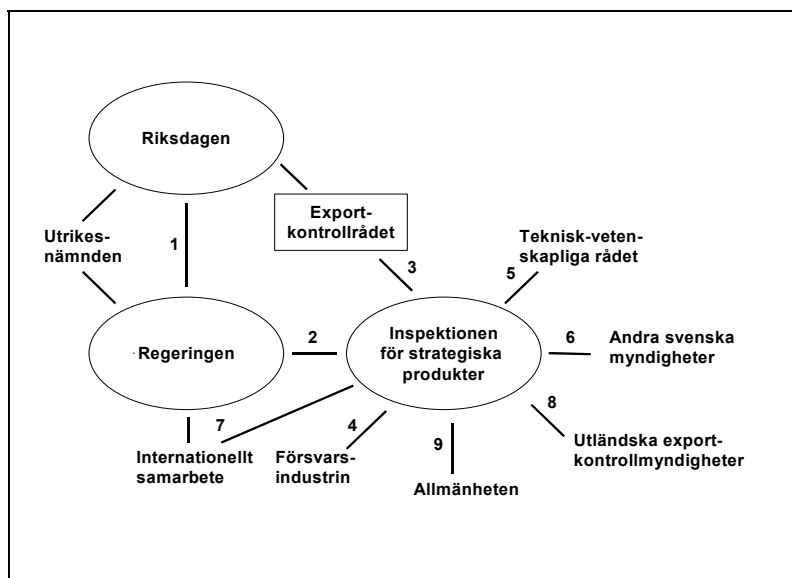 Riksdagen
Export-
kontrollrådet
Utrikes-
nämnden
1
3
Teknisk-veten-
skapliga rådet
5
Regeringen
2
Inspektionen
för strategiska
produkter
6
Andra svenska
myndigheter
7
4
9
8
Internationellt
samarbete
Försvars-
industrin
Allmänheten
Utländska export-
kontrollmyndigheter